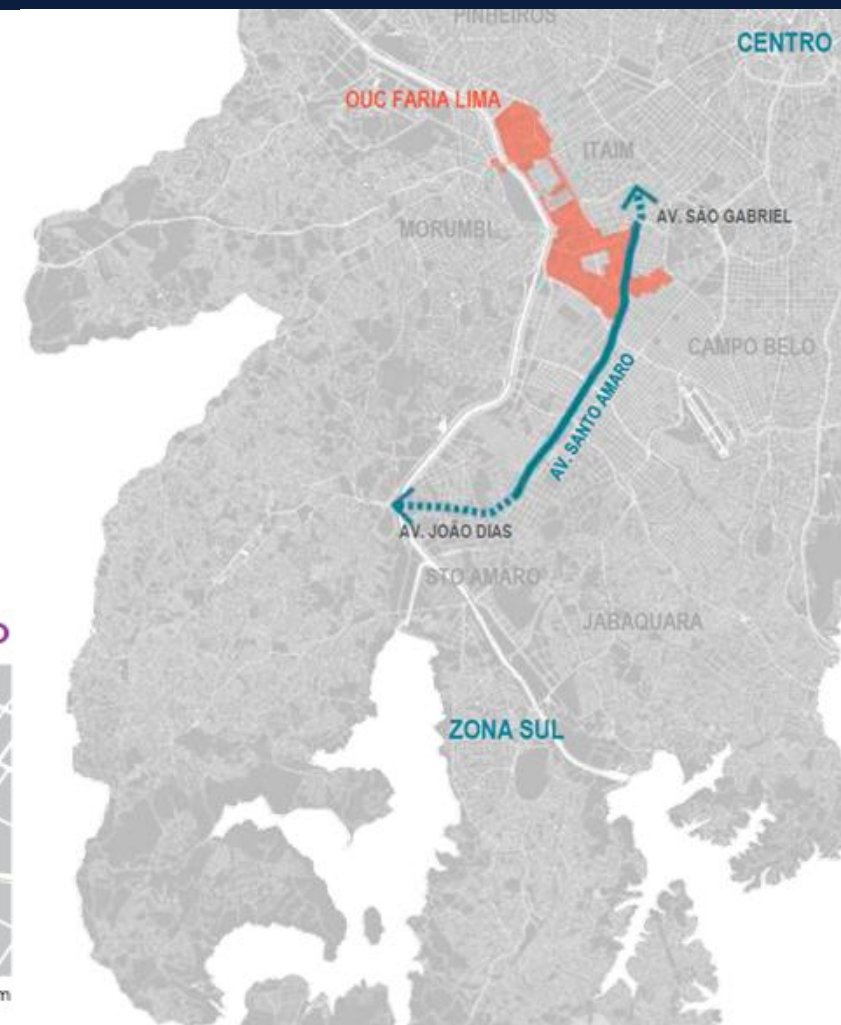 PINHEIROS
CENTRO
OUC FARIA LIMA
ITAIM
AV. SÃO GABRIEL
MORUMBI
CAMPO BELO
AV. SANTO AMARO
AV. JOÃO DIAS
STO AMARO
JABAQUARA
ZONA SUL